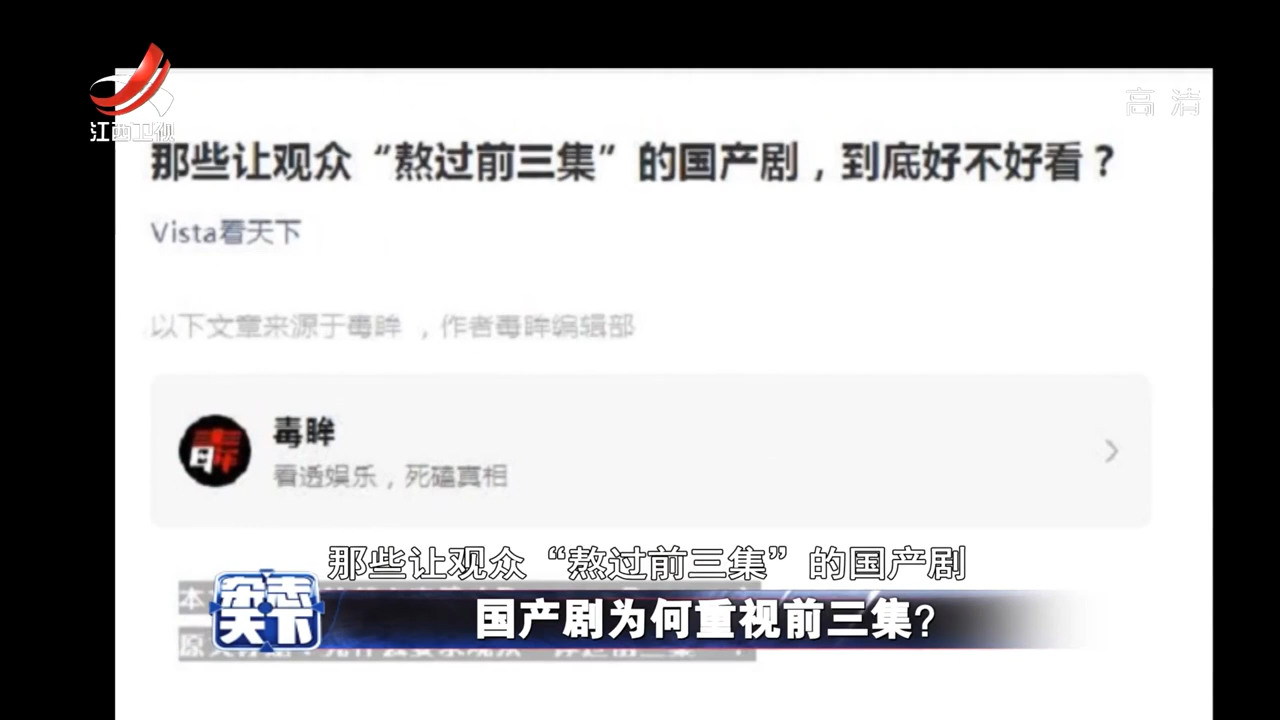 江西卫视
高清
那些让观众“熬过前三集”的国产剧，到底好不好看？
Vista看天下
以下文章来源于毒眸，作者毒眸编辑部
毒眸
看透娱乐，死磕真相
那些让观众“熬过前三集”的国产剧
杂志天下
国产剧为何重视前三集?